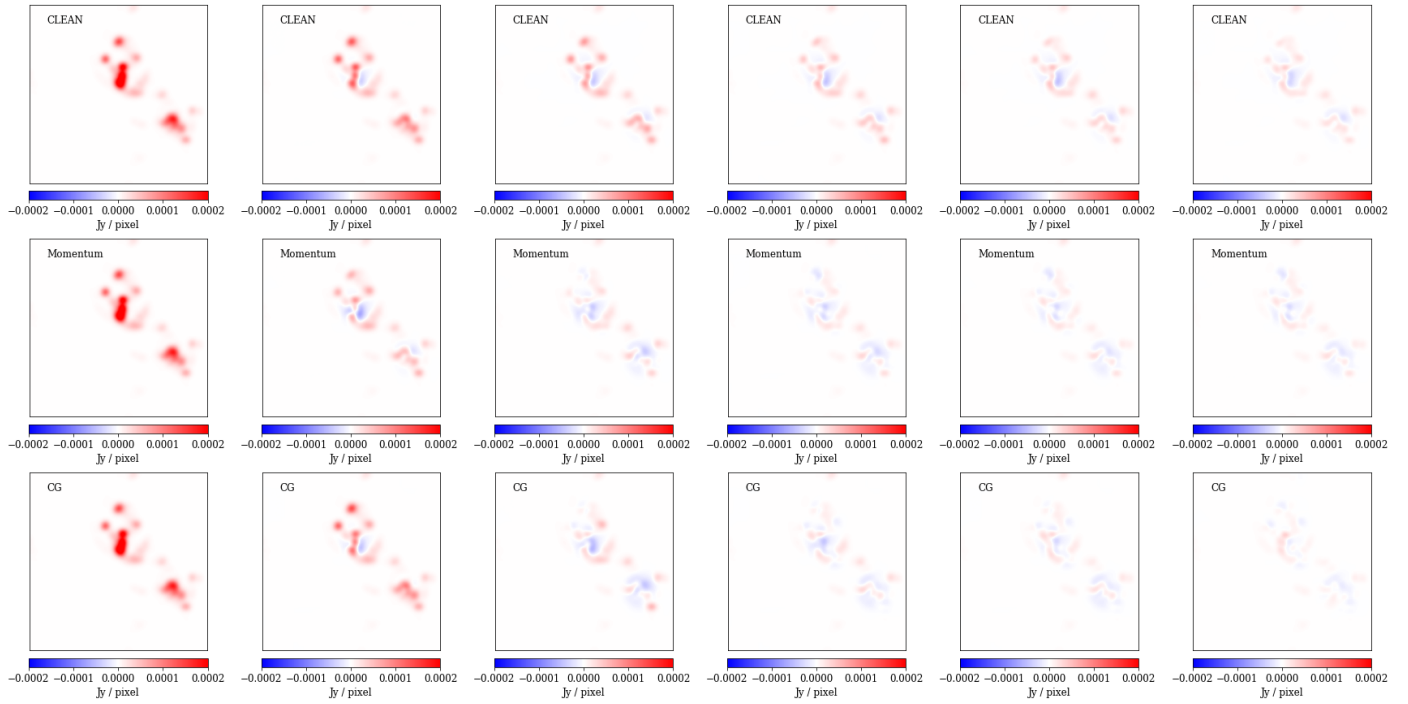 CLEAN CLEAN CLEAN CLEAN CLEAN CLEAN
−0.0002 −0.0001 0.0000 0.0001 0.0002 −0.0002 −0.0001 0.0000 0.0001 0.0002 −0.0002 −0.0001 0.0000 0.0001 0.0002 −0.0002 −0.0001 0.0000 0.0001 0.0002 −0.0002 −0.0001 0.0000 0.0001 0.0002 −0.0002 −0.0001 0.0000 0.0001 0.0002
Jy / pixel Jy / pixel Jy / pixel Jy / pixel Jy / pixel Jy / pixel
Momentum Momentum Momentum Momentum Momentum Momentum
−0.0002 −0.0001 0.0000 0.0001 0.0002 −0.0002 −0.0001 0.0000 0.0001 0.0002 −0.0002 −0.0001 0.0000 0.0001 0.0002 −0.0002 −0.0001 0.0000 0.0001 0.0002 −0.0002 −0.0001 0.0000 0.0001 0.0002 −0.0002 −0.0001 0.0000 0.0001 0.0002
Jy / pixel Jy / pixel Jy / pixel Jy / pixel Jy / pixel Jy / pixel
CG CG CG CG CG CG
−0.0002 −0.0001 0.0000 0.0001 0.0002 −0.0002 −0.0001 0.0000 0.0001 0.0002 −0.0002 −0.0001 0.0000 0.0001 0.0002 −0.0002 −0.0001 0.0000 0.0001 0.0002 −0.0002 −0.0001 0.0000 0.0001 0.0002 −0.0002 −0.0001 0.0000 0.0001 0.0002
Jy / pixel Jy / pixel Jy / pixel Jy / pixel Jy / pixel Jy / pixel